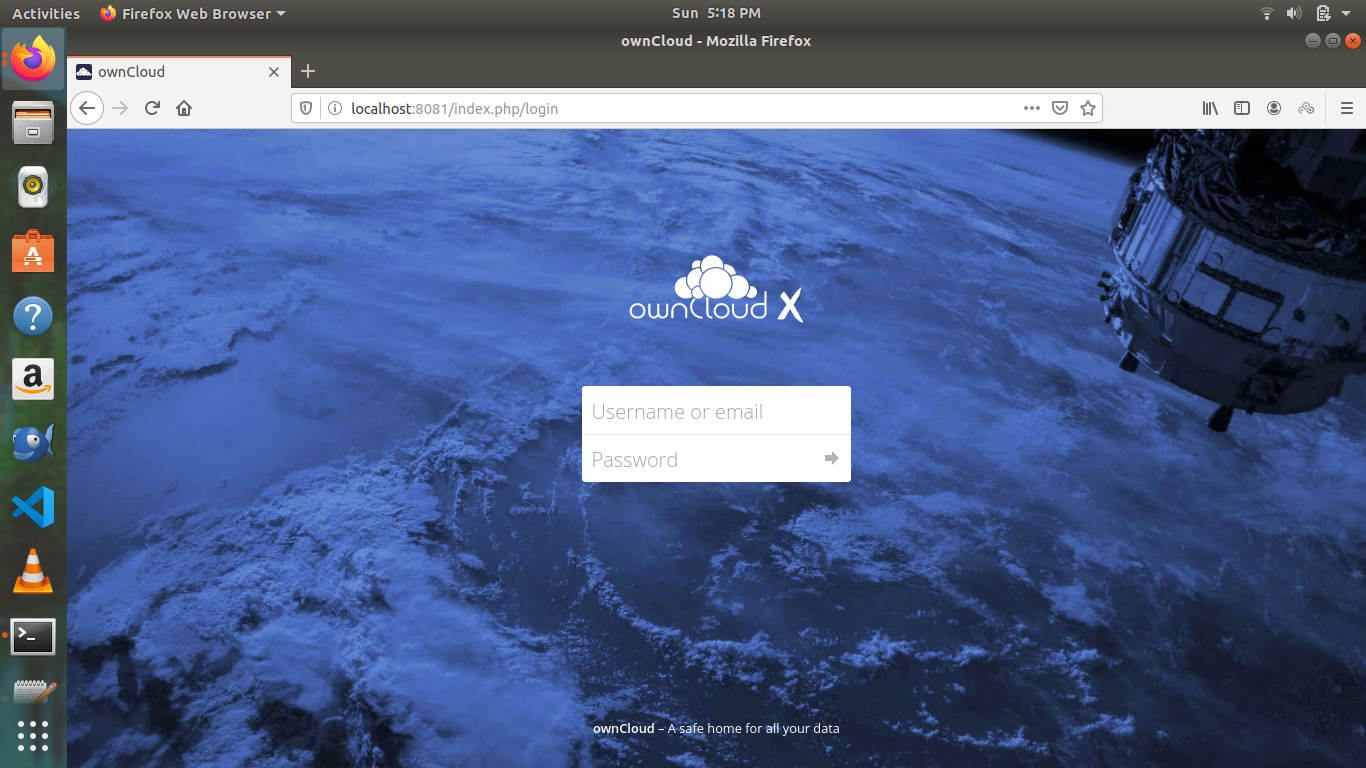 Activities
Firefox Web Browser
Sun 5:18 PM
ownCloud - Mozilla Firefox
ownCloud
localhost:8081/index.php/login
ownCloud X
Username or email
Password
ownCloud – A safe home for all your data